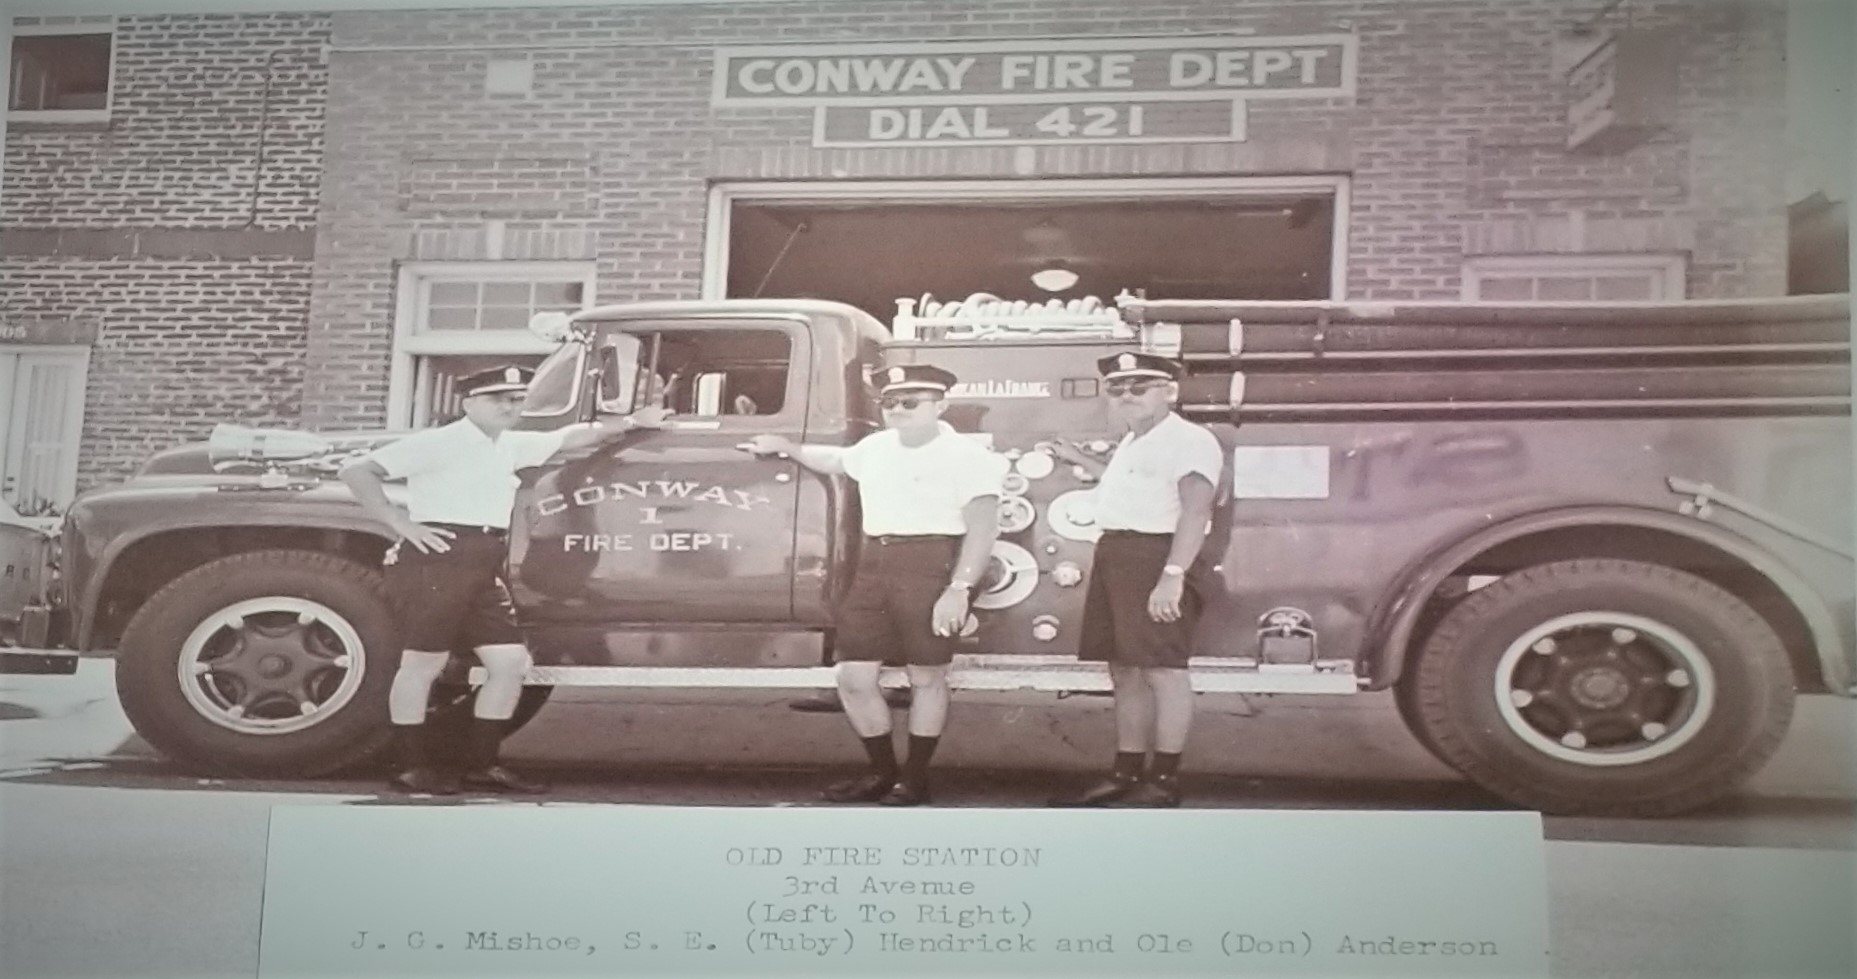 CONWAY FIRE DEPT
DIAL 421
CONWAY
1
FIRE DEPT.
OLD FIRE STATION
3rd Avenue
(Left To Right)
J. G. Mishoe, S. E. (Tuby) Hendrick and Ole (Don) Anderson